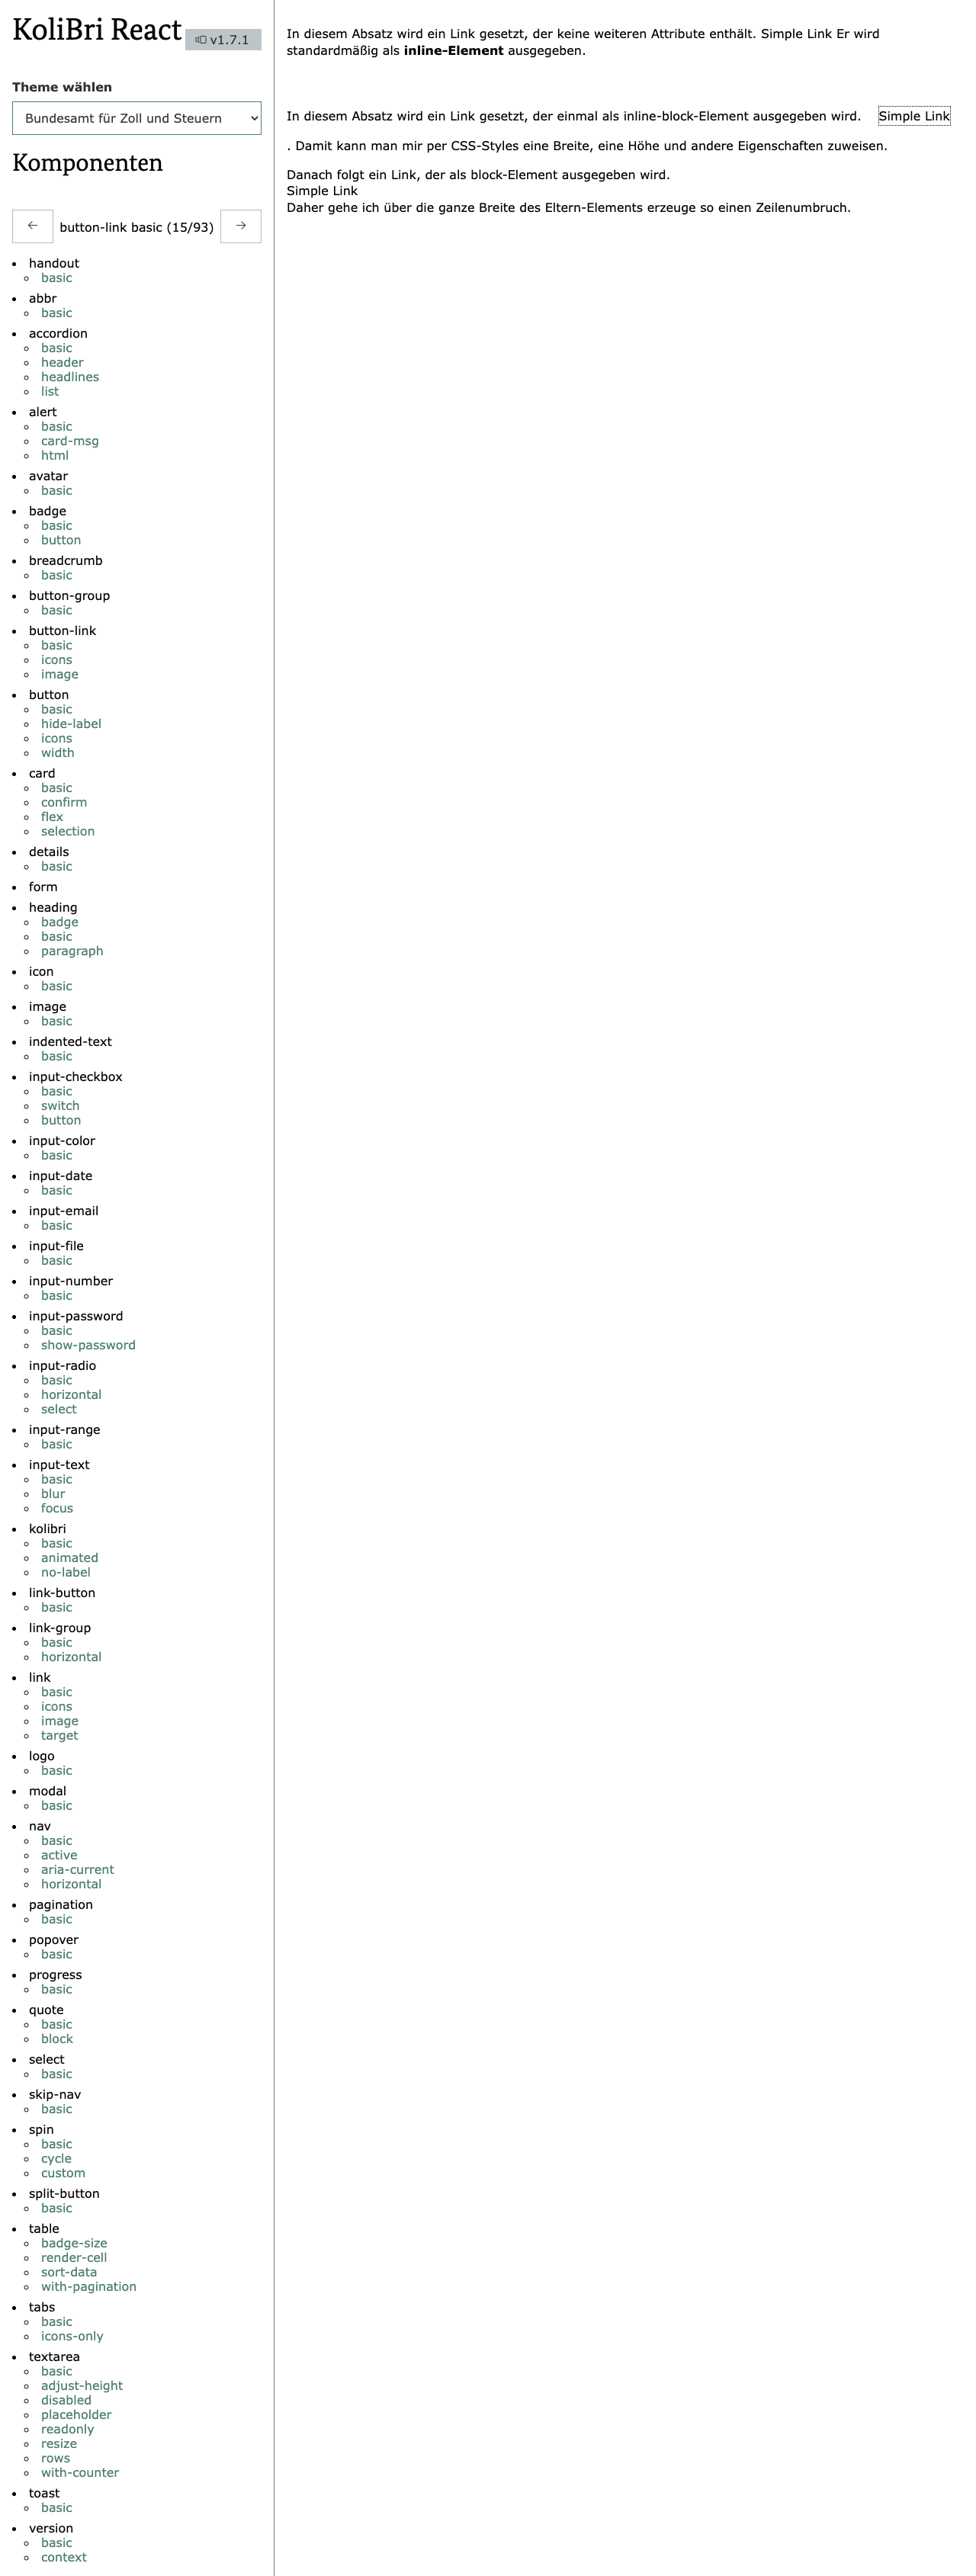 KoliBri React
v1.7.1
Theme wählen
Bundesamt für Zoll und Steuern
Komponenten
← button-link basic (15/93) →
handout
basic
abbr
basic
accordion
basic
header
headlines
list
alert
basic
card-msg
html
avatar
basic
badge
basic
button
breadcrumb
basic
button-group
basic
button-link
basic
icons
image
button
basic
hide-label
icons
width
card
basic
confirm
flex
selection
details
basic
form
heading
badge
basic
paragraph
icon
basic
image
basic
indented-text
basic
input-checkbox
basic
switch
button
input-color
basic
input-date
basic
input-email
basic
input-file
basic
input-number
basic
input-password
basic
show-password
input-radio
basic
horizontal
select
input-range
basic
input-text
basic
blur
focus
kolibri
basic
animated
no-label
link-button
basic
link-group
basic
horizontal
link
basic
icons
image
target
logo
basic
modal
basic
nav
basic
active
aria-current
horizontal
pagination
basic
popover
basic
progress
basic
quote
basic
block
select
basic
skip-nav
basic
spin
basic
cycle
custom
split-button
basic
table
badge-size
render-cell
sort-data
with-pagination
tabs
basic
icons-only
textarea
basic
adjust-height
disabled
placeholder
readonly
resize
rows
with-counter
toast
basic
version
basic
context
In diesem Absatz wird ein Link gesetzt, der keine weiteren Attribute enthält. Simple Link Er wird
standardmäßig als inline-Element ausgegeben.
In diesem Absatz wird ein Link gesetzt, der einmal als inline-block-Element ausgegeben wird. Simple Link
. Damit kann man mir per CSS-Styles eine Breite, eine Höhe und andere Eigenschaften zuweisen.
Danach folgt ein Link, der als block-Element ausgegeben wird.
Simple Link
Daher gehe ich über die ganze Breite des Eltern-Elements erzeuge so einen Zeilenumbruch.